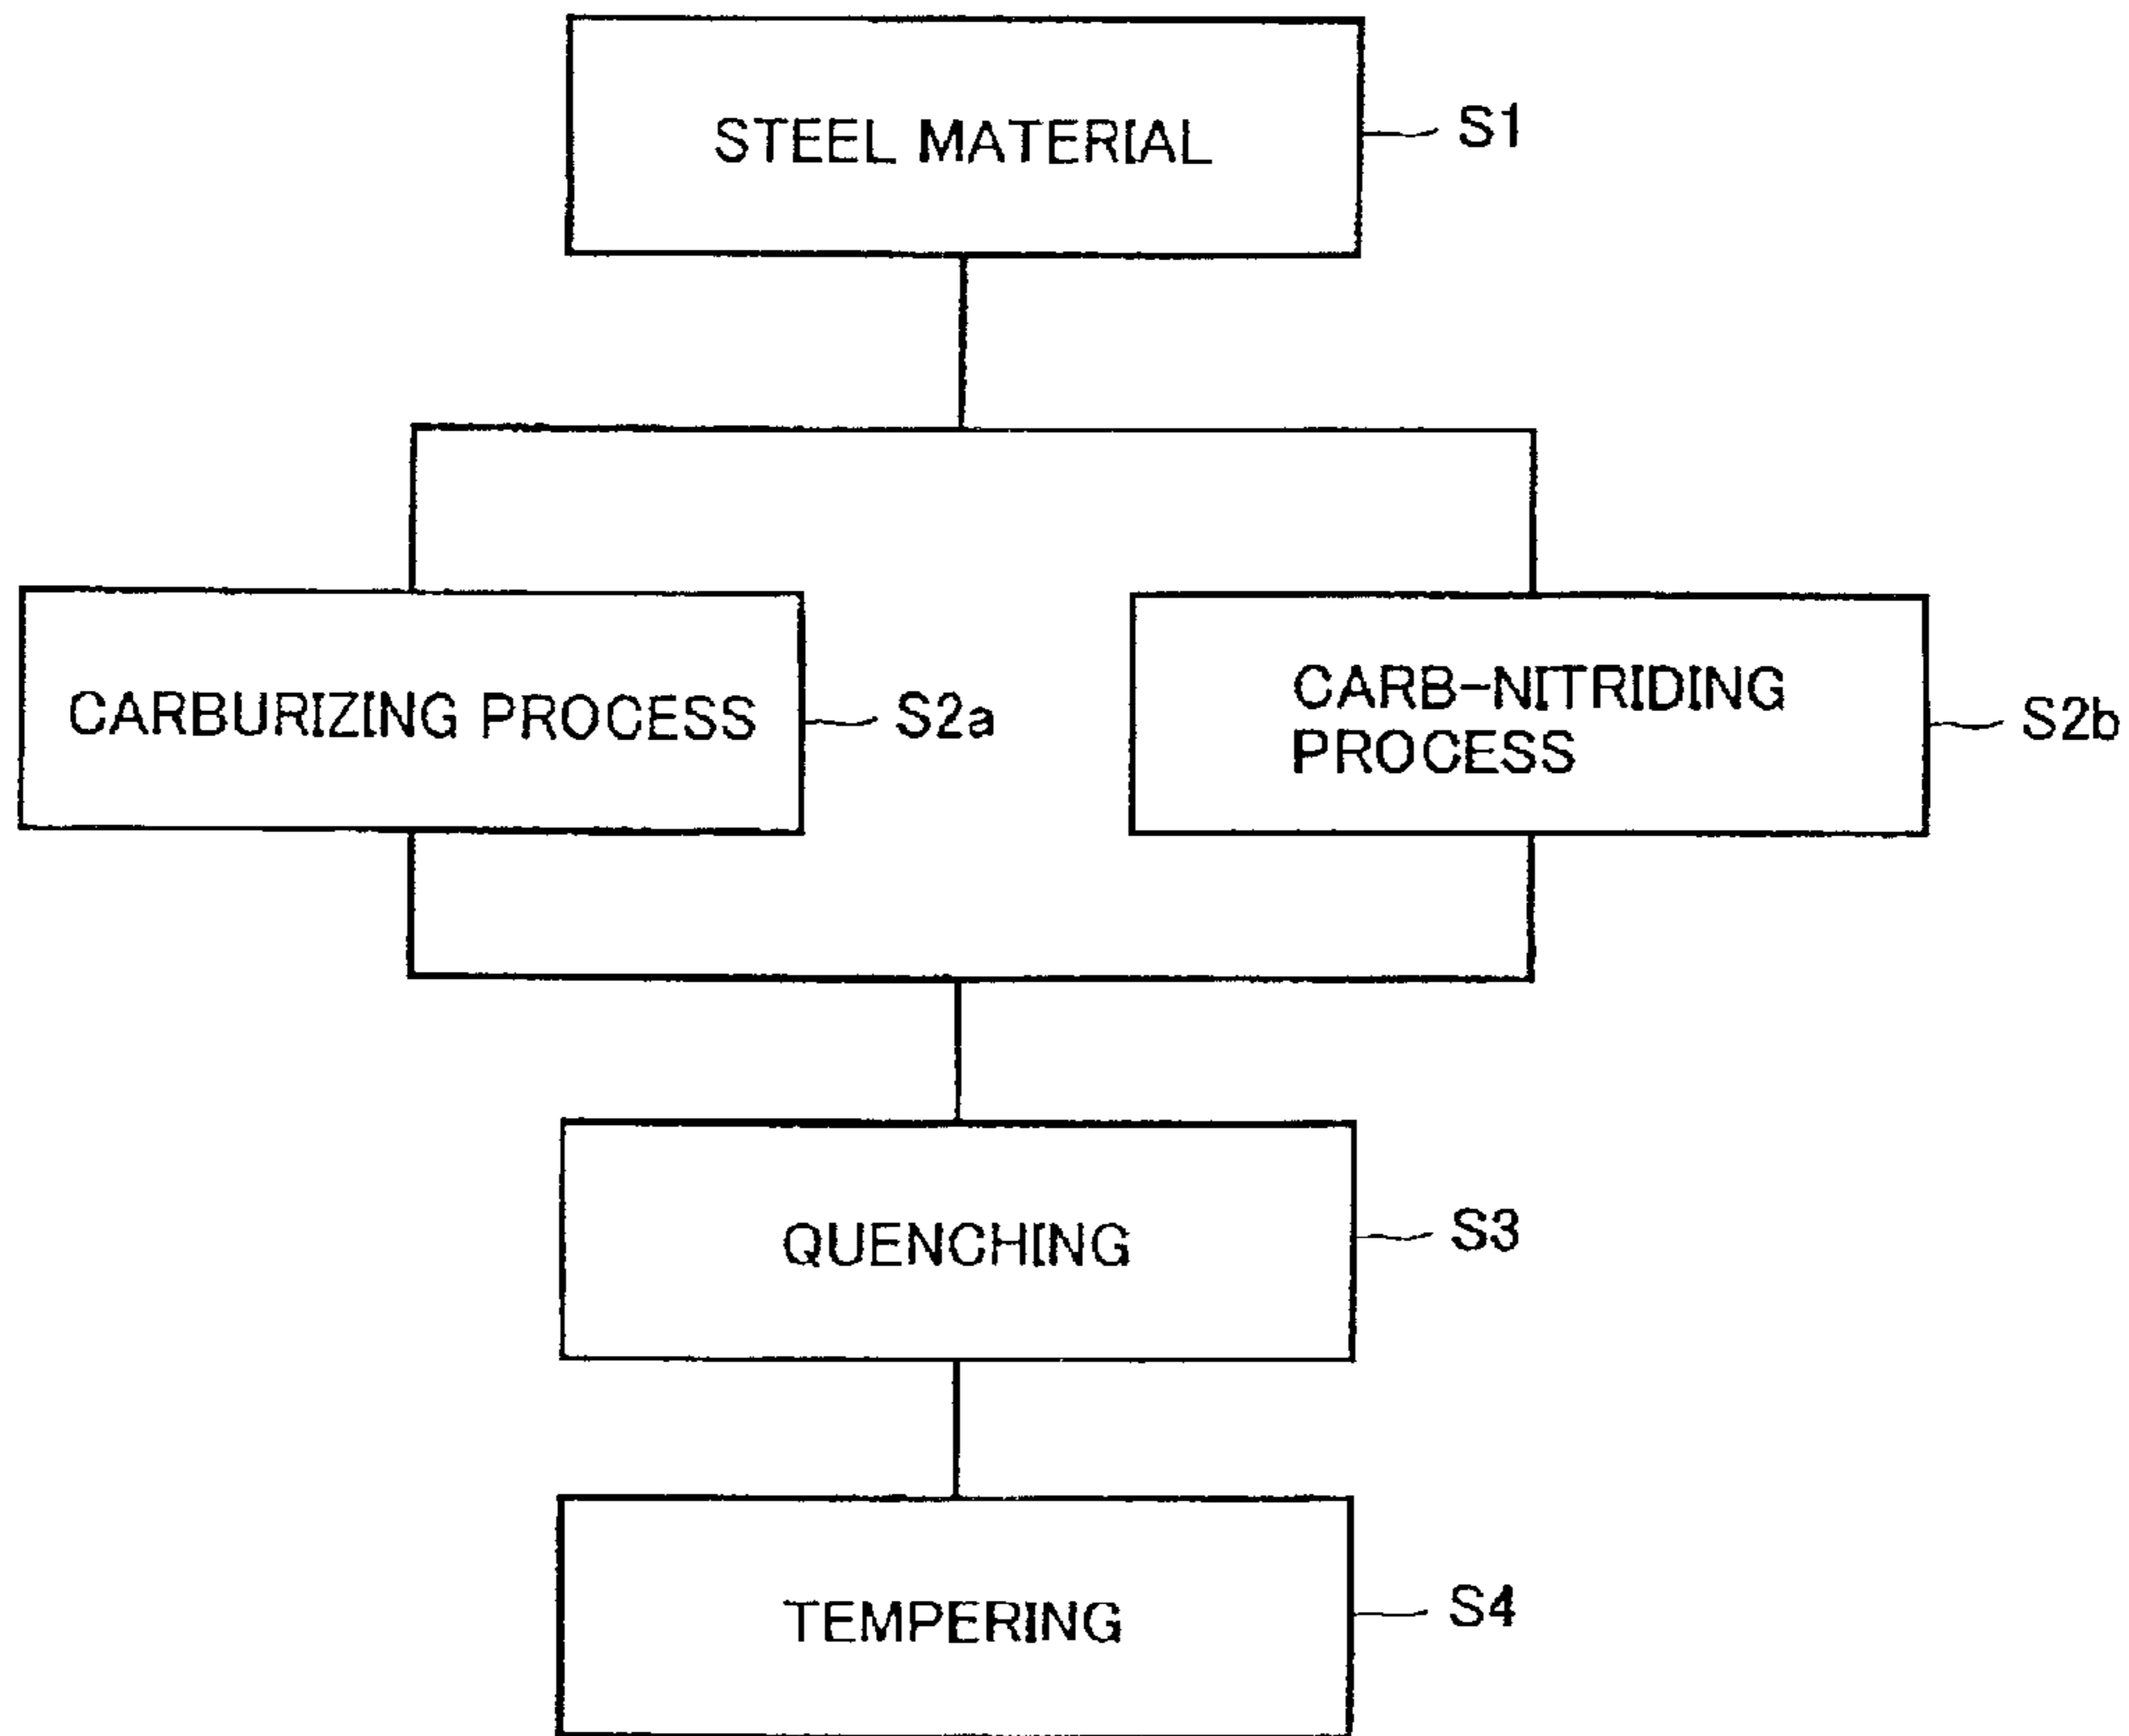 STEEL MATERIAL
S1
CARBURIZING PROCESS
S2a
CARB-NITRIDING
PROCESS
S2b
QUENCHING
S3
TEMPERING
S4